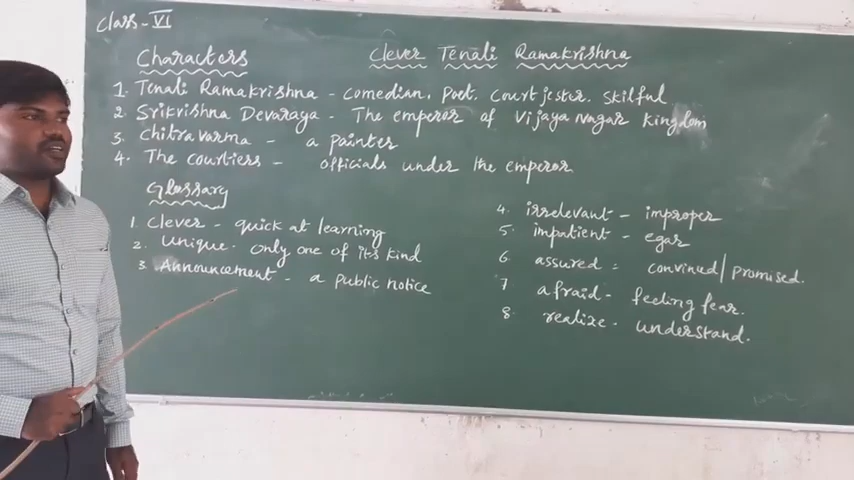 Class - VI
Clever Tenali Ramakrishna
Characters
1. Tenali Ramakrishna - comedian, Poet, Court jester, skilful
2. Srikrishna Devaraya - The emperor of Vijaya nagar Kingdom
3. Chitravarma - a painter
4. The courtiers - officials under the emperor
Glossary
1. Clever - quick at learning
2. Unique - only one of its kind
3. Announcement - a public notice
4. irrelevant - improper
5. impatient - egar
6. assured = convined/promised.
7. afraid - feeling fear.
8. realize - understand.